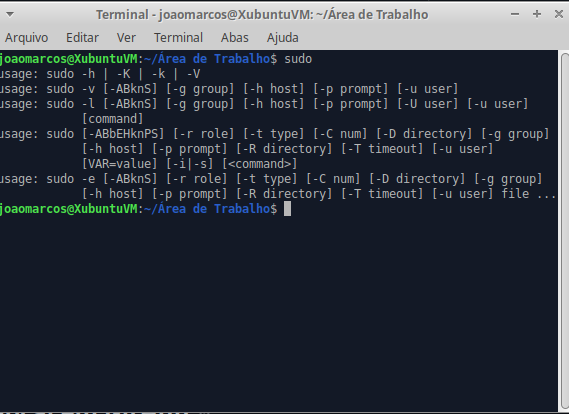 Terminal - joaomarcos@XubuntuVM: ~/Área de Trabalho
Arquivo Editar Ver Terminal Abas Ajuda
joaomarcos@XubuntuVM:~/Área de Trabalho$ sudo
usage: sudo -h | -K | -k | -V
usage: sudo -v [-ABknS] [-g group] [-h host] [-p prompt] [-u user]
usage: sudo -l [-ABknS] [-g group] [-h host] [-p prompt] [-U user] [-u user]
[command]
usage: sudo [-ABbEHknPS] [-r role] [-t type] [-C num] [-D directory] [-g group]
[-h host] [-p prompt] [-R directory] [-T timeout] [-u user]
[VAR=value] [-i|-s] [<command>]
usage: sudo -e [-ABknS] [-r role] [-t type] [-C num] [-D directory] [-g group]
[-h host] [-p prompt] [-R directory] [-T timeout] [-u user] file ...
joaomarcos@XubuntuVM:~/Área de Trabalho$